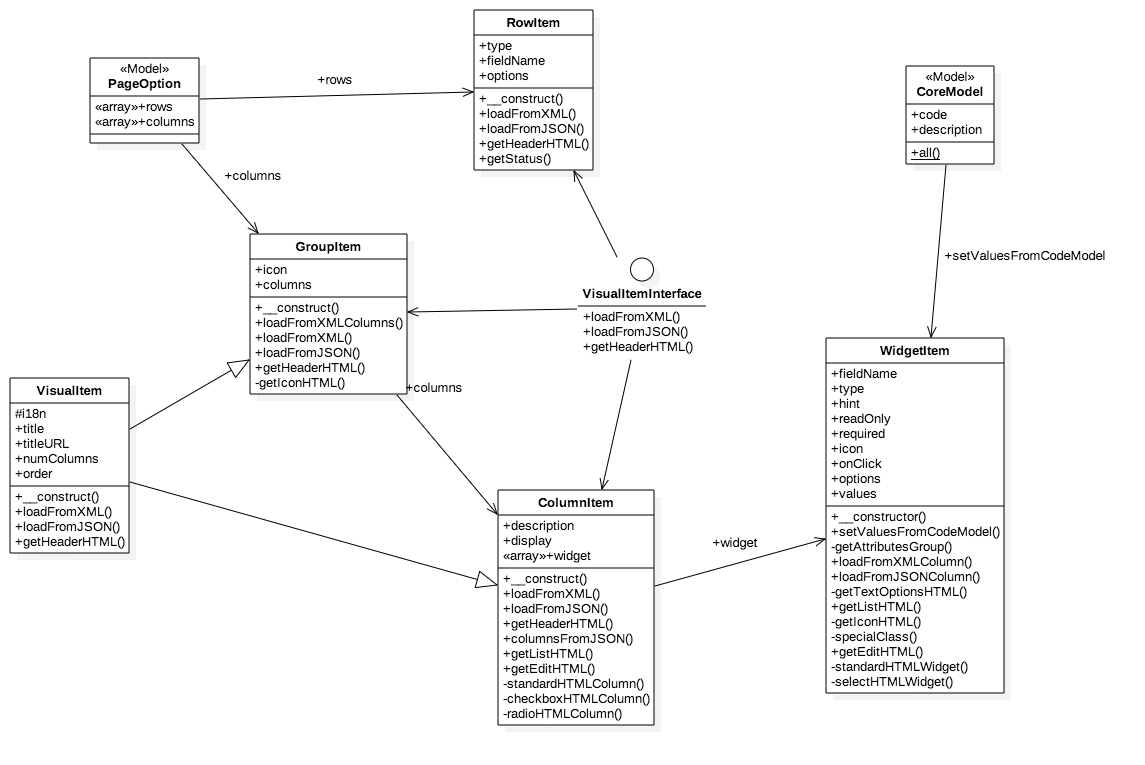 RowItem
+type
+fieldName
+options
+__construct()
+loadFromXML()
+loadFromJSON()
+getHeaderHTML()
+getStatus()
«Model»
PageOption
«array»+rows
«array»+columns
+rows
+columns
«Model»
CoreModel
+code
+description
+all()
+setValuesFromCodeModel
GroupItem
+icon
+columns
+__construct()
+loadFromXMLColumns()
+loadFromXML()
+loadFromJSON()
+getHeaderHTML()
-getIconHTML()
+columns
VisualItemInterface
+loadFromXML()
+loadFromJSON()
+getHeaderHTML()
VisualItem
#i18n
+title
+titleURL
+numColumns
+order
+__construct()
+loadFromXML()
+loadFromJSON()
+getHeaderHTML()
ColumnItem
+description
+display
«array»+widget
+__construct()
+loadFromXML()
+loadFromJSON()
+getHeaderHTML()
+columnsFromJSON()
+getListHTML()
+getEditHTML()
-standardHTMLColumn()
-checkboxHTMLColumn()
-radioHTMLColumn()
+widget
WidgetItem
+fieldName
+type
+hint
+readOnly
+required
+icon
+onClick
+options
+values
+__constructor()
+setValuesFromCodeModel()
-getAttributesGroup()
+loadFromXMLColumn()
+loadFromJSONColumn()
-getTextOptionsHTML()
+getListHTML()
-getIconHTML()
-specialClass()
+getEditHTML()
-standardHTMLWidget()
-selectHTMLWidget()